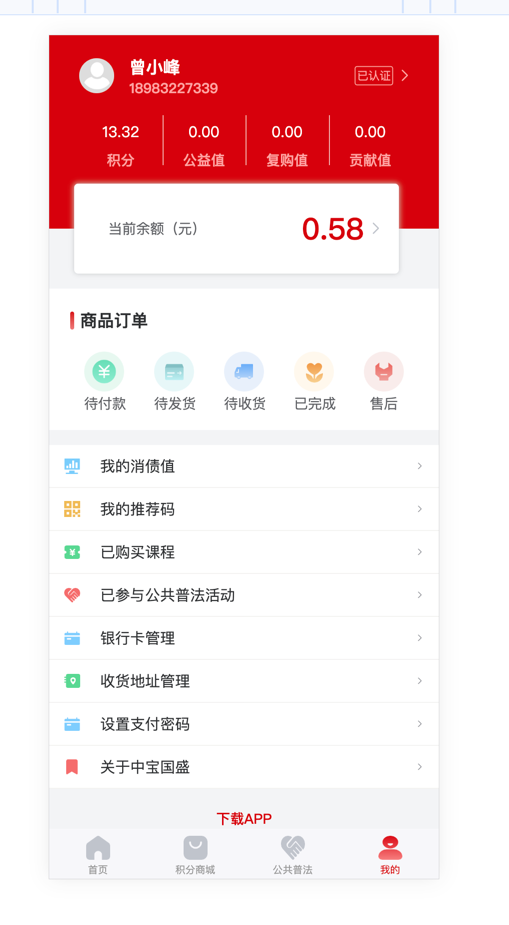 曾小峰
已认证
18983227339
13.32 0.00 0.00 0.00
积分 公益值 复购值 贡献值
当前余额（元） 0.58
商品订单
待付款 待发货 待收货 已完成 售后
我的消债值
我的推荐码
已购买课程
已参与公共普法活动
银行卡管理
收货地址管理
设置支付密码
关于中宝国盛
下载APP
首页 积分商城 公共普法 我的